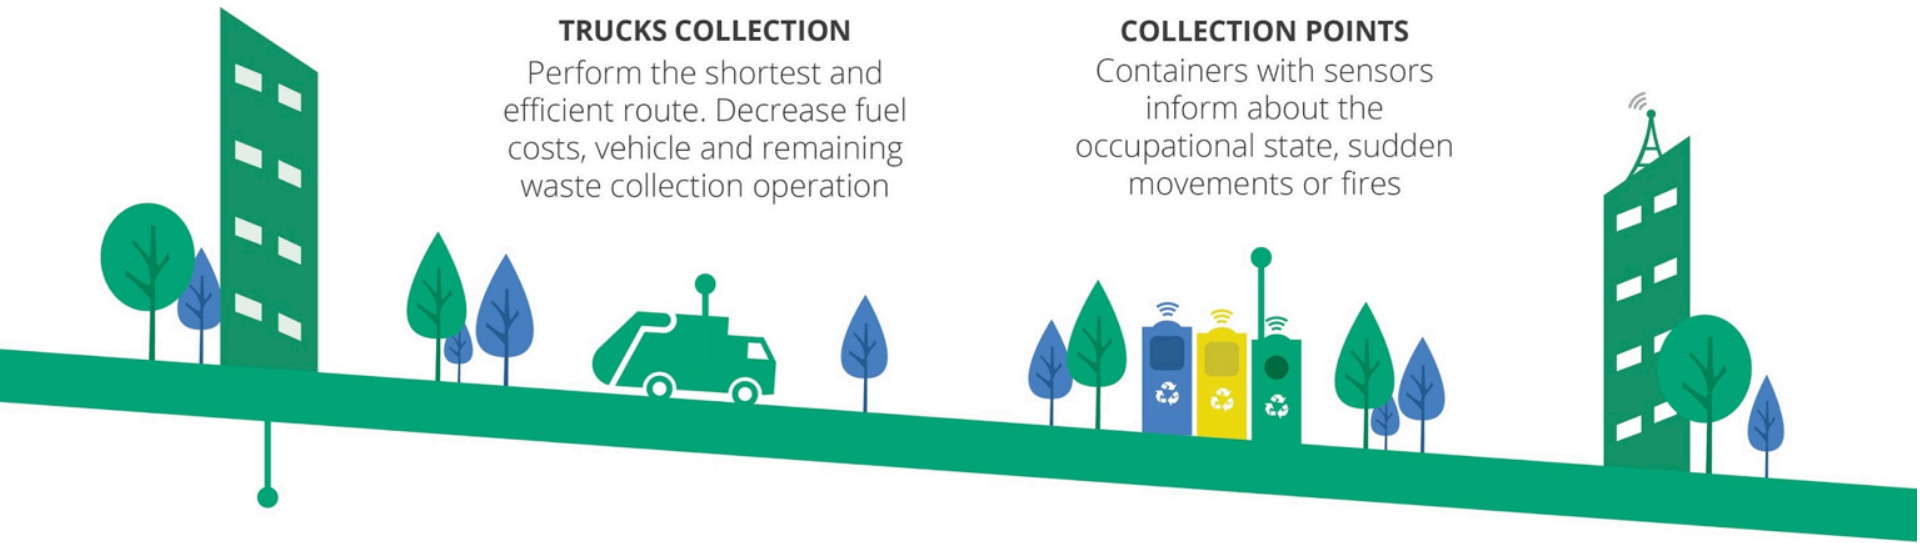 TRUCKS COLLECTION
Perform the shortest and
efficient route. Decrease fuel
costs, vehicle and remaining
waste collection operation
COLLECTION POINTS
Containers with sensors
inform about the
occupational state, sudden
movements or fires